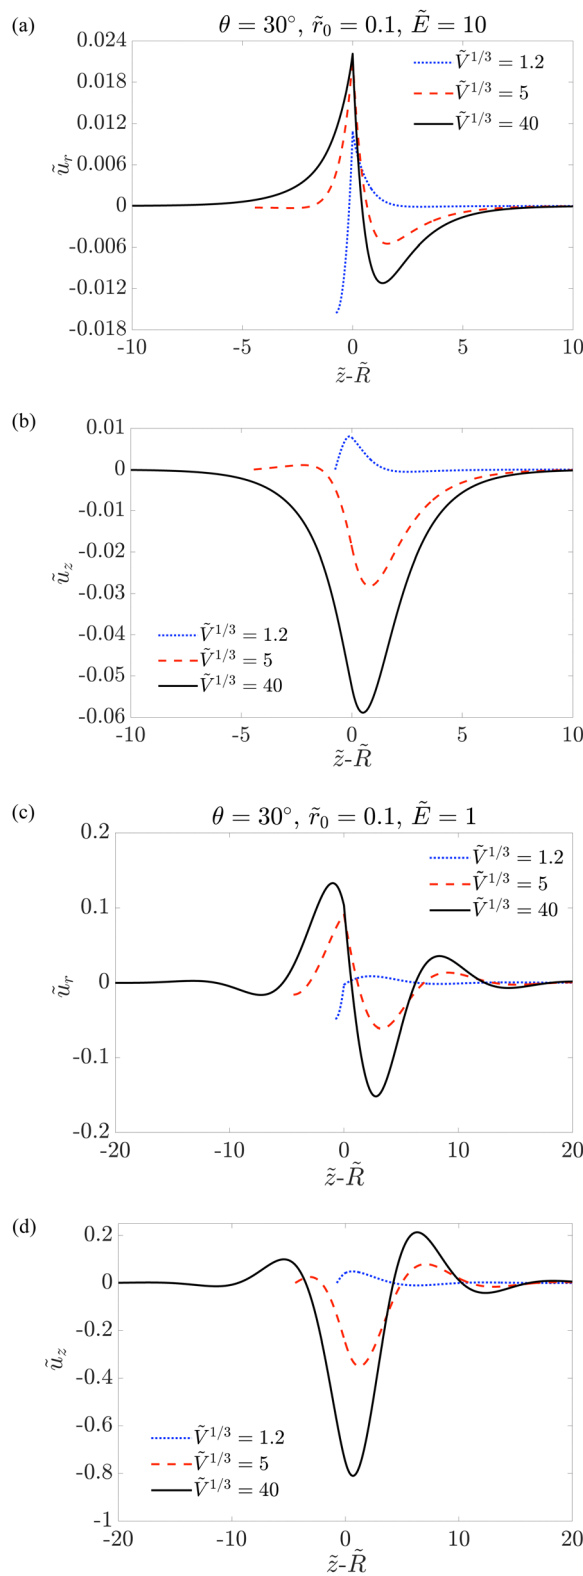 (a)
θ = 30°, r̃₀ = 0.1, Ẽ = 10
0.024
0.018
0.012
0.006
0
-0.006
-0.012
-0.018
ũᵣ
Ṽ^{1/3} = 1.2
Ṽ^{1/3} = 5
Ṽ^{1/3} = 40
-10 -5 0 5 10
z̃-R̃
(b)
0.01
0
-0.01
-0.02
-0.03
-0.04
-0.05
-0.06
ũ_z
Ṽ^{1/3} = 1.2
Ṽ^{1/3} = 5
Ṽ^{1/3} = 40
-10 -5 0 5 10
z̃-R̃
(c)
θ = 30°, r̃₀ = 0.1, Ẽ = 1
0.2
0.1
0
-0.1
-0.2
ũᵣ
Ṽ^{1/3} = 1.2
Ṽ^{1/3} = 5
Ṽ^{1/3} = 40
-20 -10 0 10 20
z̃-R̃
(d)
0.2
0
-0.2
-0.4
-0.6
-0.8
-1
ũ_z
Ṽ^{1/3} = 1.2
Ṽ^{1/3} = 5
Ṽ^{1/3} = 40
-20 -10 0 10 20
z̃-R̃